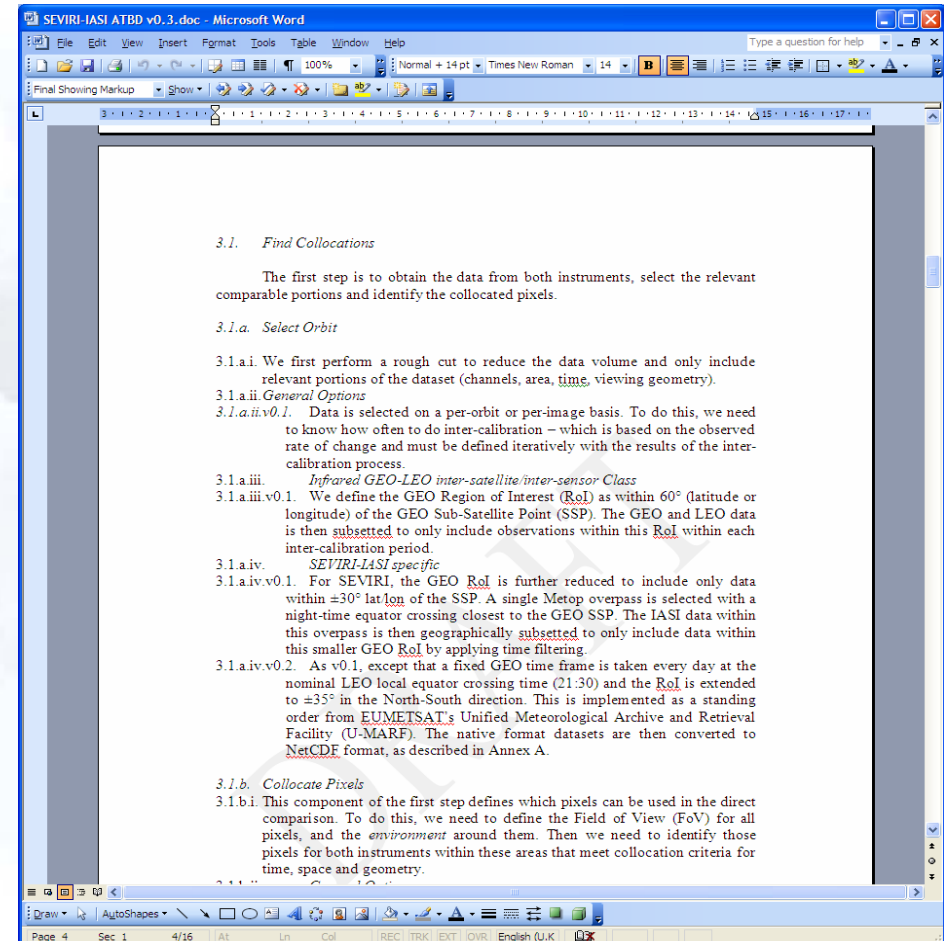 SEVIRI-IASI ATBD v0.3.doc - Microsoft Word
File Edit View Insert Format Tools Table Window Help
Type a question for help
100%
Normal + 14 pt Times New Roman 14 B
Final Showing Markup Show
3 2 1 1 2 3 4 5 6 7 8 9 10 11 12 13 14 15 16 17
3.1. Find Collocations
The first step is to obtain the data from both instruments, select the relevant
comparable portions and identify the collocated pixels.
3.1.a. Select Orbit
3.1.a.i. We first perform a rough cut to reduce the data volume and only include
relevant portions of the dataset (channels, area, time, viewing geometry).
3.1.a.ii. General Options
3.1.a.ii.v0.1. Data is selected on a per-orbit or per-image basis. To do this, we need
to know how often to do inter-calibration – which is based on the observed
rate of change and must be defined iteratively with the results of the inter-
calibration process.
3.1.a.iii. Infrared GEO-LEO inter-satellite/inter-sensor Class
3.1.a.iii.v0.1. We define the GEO Region of Interest (RoI) as within 60° (latitude or
longitude) of the GEO Sub-Satellite Point (SSP). The GEO and LEO data
is then subsetted to only include observations within this RoI within each
inter-calibration period.
3.1.a.iv. SEVIRI-IASI specific
3.1.a.iv.v0.1. For SEVIRI, the GEO RoI is further reduced to include only data
within ±30° lat/lon of the SSP. A single Metop overpass is selected with a
night-time equator crossing closest to the GEO SSP. The IASI data within
this overpass is then geographically subsetted to only include data within
this smaller GEO RoI by applying time filtering.
3.1.a.iv.v0.2. As v0.1, except that a fixed GEO time frame is taken every day at the
nominal LEO local equator crossing time (21:30) and the RoI is extended
to ±35° in the North-South direction. This is implemented as a standing
order from EUMETSAT's Unified Meteorological Archive and Retrieval
Facility (U-MARF). The native format datasets are then converted to
NetCDF format, as described in Annex A.
3.1.b. Collocate Pixels
3.1.b.i. This component of the first step defines which pixels can be used in the direct
comparison. To do this, we need to define the Field of View (FoV) for all
pixels, and the environment around them. Then we need to identify those
pixels for both instruments within these areas that meet collocation criteria for
time, space and geometry.
DRAFT
Draw AutoShapes
Page 4 Sec 1 4/16 At Ln Col REC TRK EXT OVR English (U.K